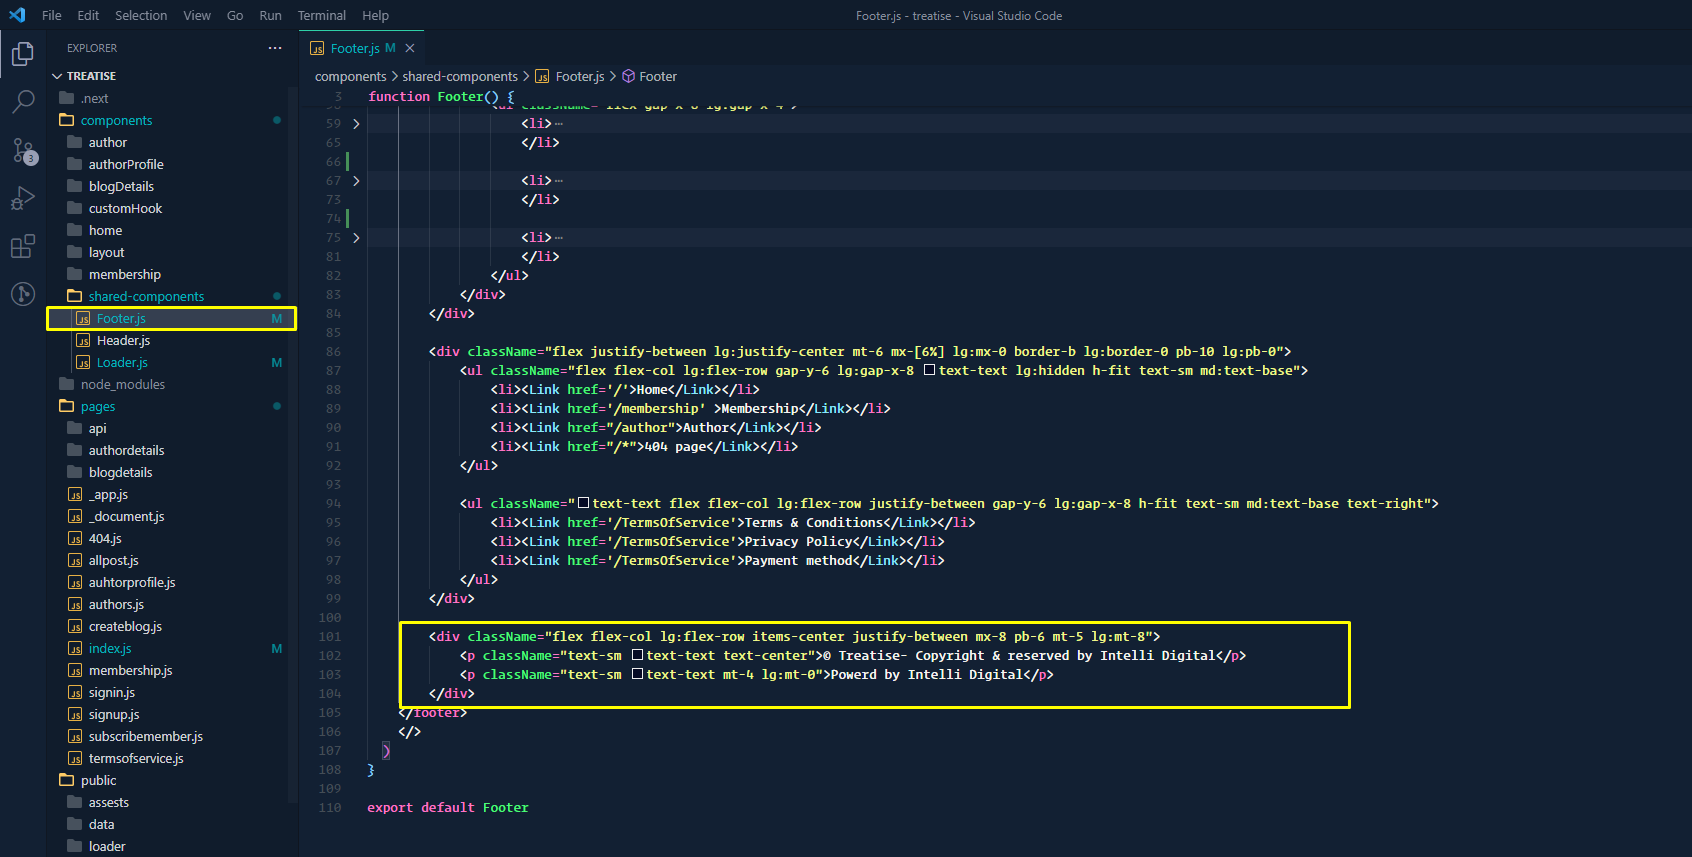 File Edit Selection View Go Run Terminal Help
Footer.js - treatise - Visual Studio Code
EXPLORER
TREATISE
.next
components
author
authorProfile
blogDetails
customHook
home
layout
membership
shared-components
Footer.js M
Header.js
Loader.js M
node_modules
pages
api
authordetails
blogdetails
_app.js
_document.js
404.js
allpost.js
auhtorprofile.js
authors.js
createblog.js
index.js M
membership.js
signin.js
signup.js
subscribemember.js
termsofservice.js
public
assests
data
loader
3
Footer.js M
components > shared-components > Footer.js > Footer
3 function Footer() {
59 <li>
65 </li>
66
67 <li>
73 </li>
74
75 <li>
81 </li>
82 </ul>
83 </div>
84 </div>
85
86 <div className="flex justify-between lg:justify-center mt-6 mx-[6%] lg:mx-0 border-b lg:border-0 pb-10 lg:pb-0">
87 <ul className="flex flex-col lg:flex-row gap-y-6 lg:gap-x-8 text-text lg:hidden h-fit text-sm md:text-base">
88 <li><Link href='/'>Home</Link></li>
89 <li><Link href='/membership' >Membership</Link></li>
90 <li><Link href="/author">Author</Link></li>
91 <li><Link href="/*">404 page</Link></li>
92 </ul>
93
94 <ul className="text-text flex flex-col lg:flex-row justify-between gap-y-6 lg:gap-x-8 h-fit text-sm md:text-base text-right">
95 <li><Link href='/TermsOfService'>Terms & Conditions</Link></li>
96 <li><Link href='/TermsOfService'>Privacy Policy</Link></li>
97 <li><Link href='/TermsOfService'>Payment method</Link></li>
98 </ul>
99 </div>
100
101 <div className="flex flex-col lg:flex-row items-center justify-between mx-8 pb-6 mt-5 lg:mt-8">
102 <p className="text-sm text-text text-center">© Treatise- Copyright & reserved by Intelli Digital</p>
103 <p className="text-sm text-text mt-4 lg:mt-0">Powerd by Intelli Digital</p>
104 </div>
105 </footer>
106 </>
107 )
108 }
109
110 export default Footer